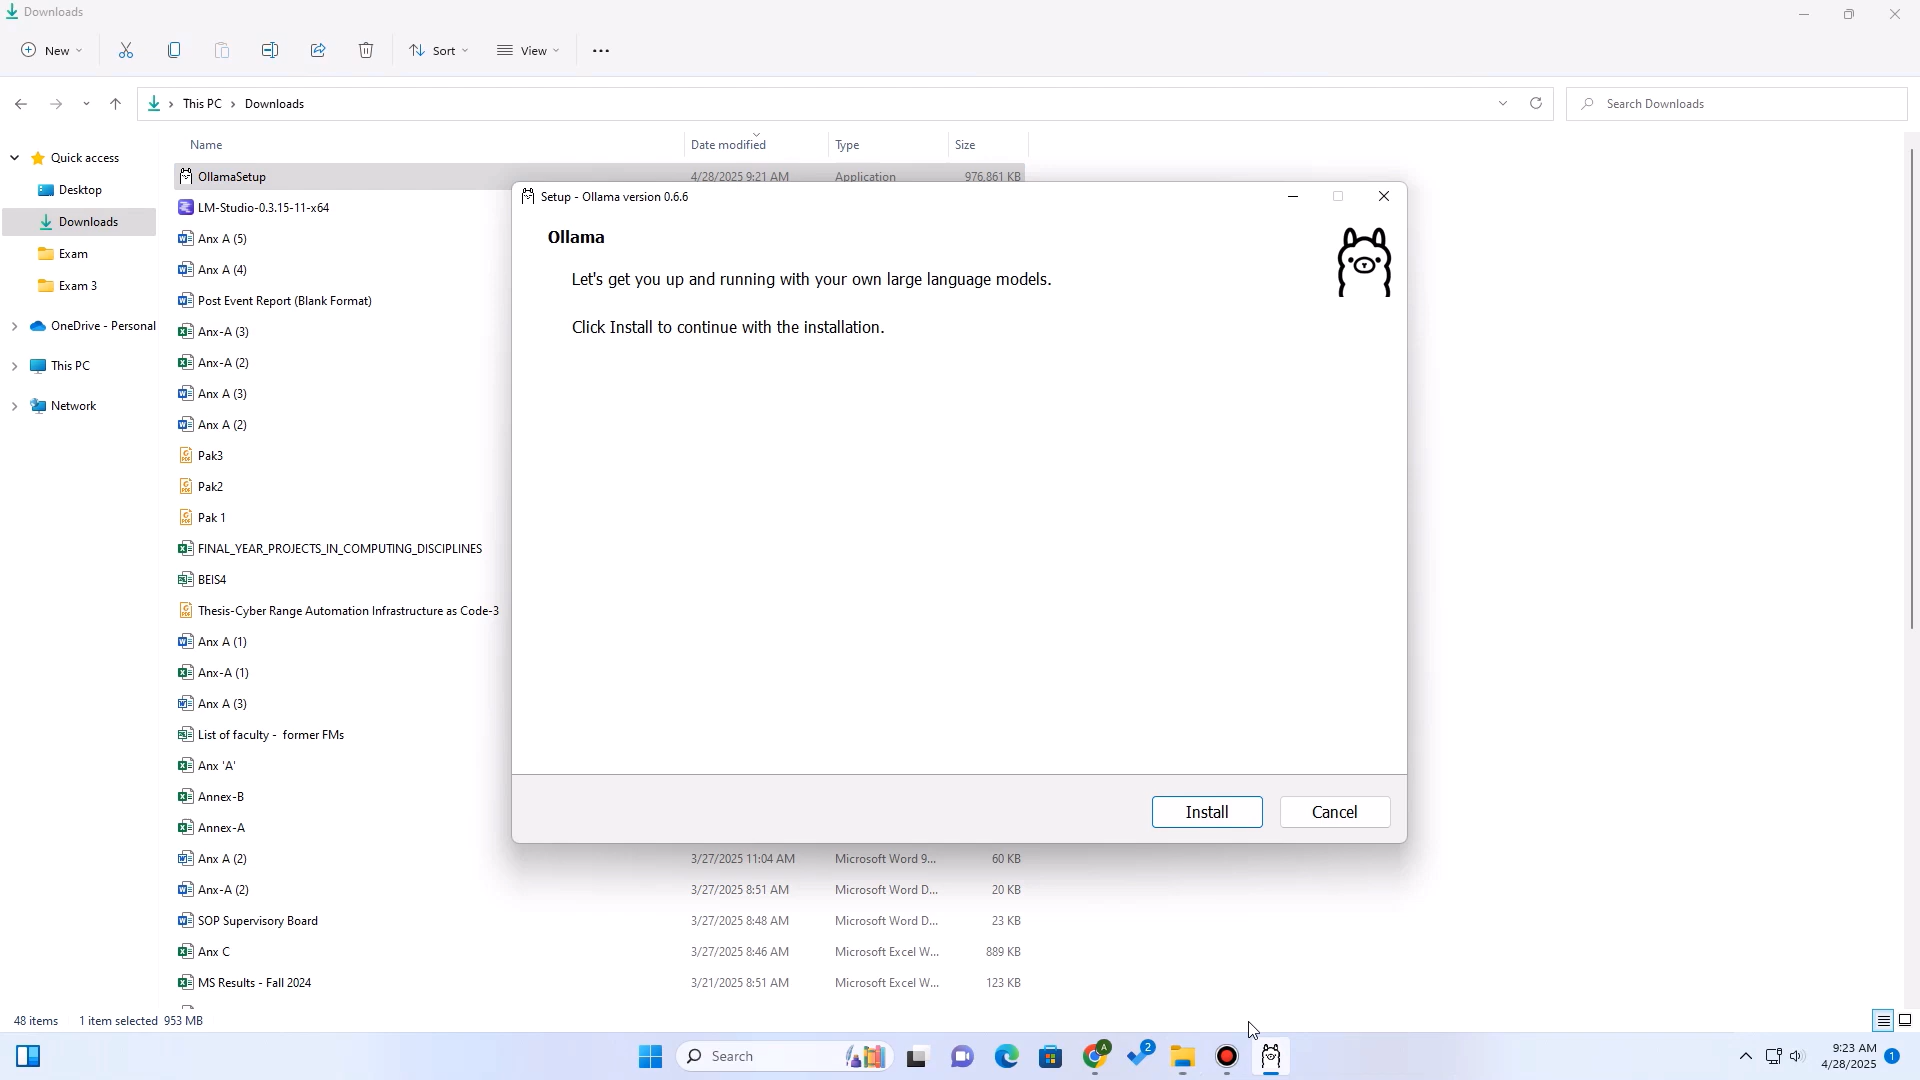 Downloads
New
Sort
View
This PC
Downloads
Search Downloads
Name
Date modified
Type
Size
Quick access
Desktop
Downloads
Exam
Exam 3
OneDrive - Personal
This PC
Network
OllamaSetup
4/28/2025 9:21 AM
Application
976,861 KB
LM-Studio-0.3.15-11-x64
Anx A (5)
Anx A (4)
Post Event Report (Blank Format)
Anx-A (3)
Anx-A (2)
Anx A (3)
Anx A (2)
Pak3
Pak2
Pak 1
FINAL_YEAR_PROJECTS_IN_COMPUTING_DISCIPLINES
BEIS4
Thesis-Cyber Range Automation Infrastructure as Code-3
Anx A (1)
Anx-A (1)
Anx A (3)
List of faculty - former FMs
Anx 'A'
Annex-B
Annex-A
Anx A (2)
3/27/2025 11:04 AM
Microsoft Word 9...
60 KB
Anx-A (2)
3/27/2025 8:51 AM
Microsoft Word D...
20 KB
SOP Supervisory Board
3/27/2025 8:48 AM
Microsoft Word D...
23 KB
Anx C
3/27/2025 8:46 AM
Microsoft Excel W...
889 KB
MS Results - Fall 2024
3/21/2025 8:51 AM
Microsoft Excel W...
123 KB
Setup - Ollama version 0.6.6
Ollama
Let's get you up and running with your own large language models.
Click Install to continue with the installation.
Install
Cancel
48 items
1 item selected 953 MB
Search
A
2
9:23 AM
4/28/2025
1